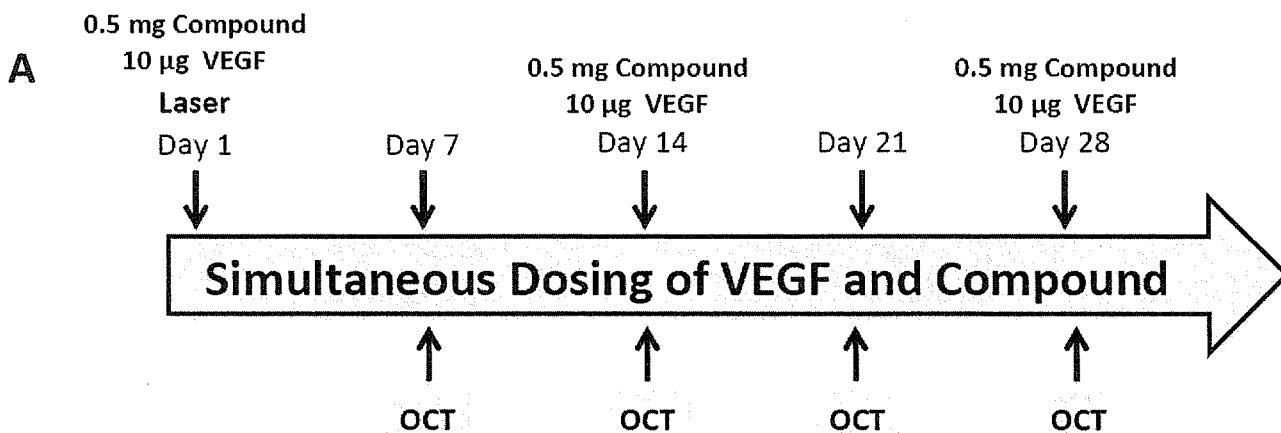 A
0.5 mg Compound
10 µg VEGF
Laser
Day 1
Day 7
0.5 mg Compound
10 µg VEGF
Day 14
Day 21
0.5 mg Compound
10 µg VEGF
Day 28
Simultaneous Dosing of VEGF and Compound
OCT
OCT
OCT
OCT